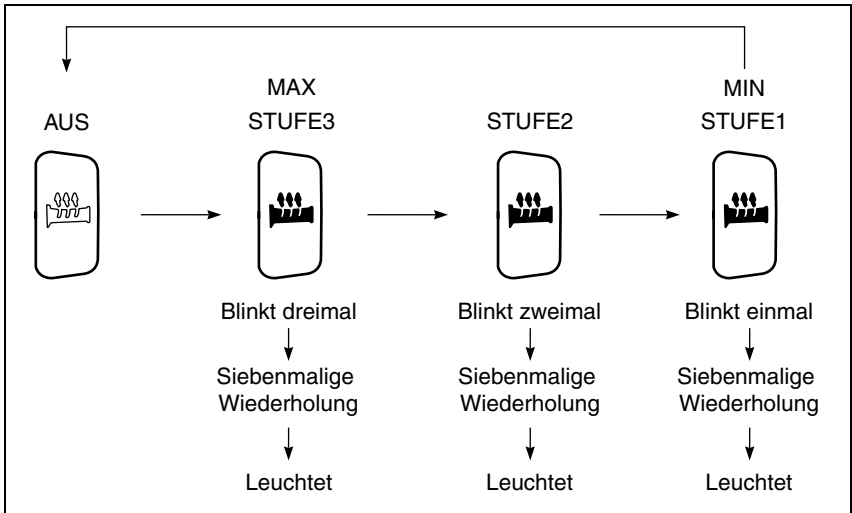 MAX
MIN
AUS
STUFE3
STUFE2
STUFE1
Blinkt dreimal
Blinkt zweimal
Blinkt einmal
Siebenmalige
Wiederholung
Siebenmalige
Wiederholung
Siebenmalige
Wiederholung
Leuchtet
Leuchtet
Leuchtet